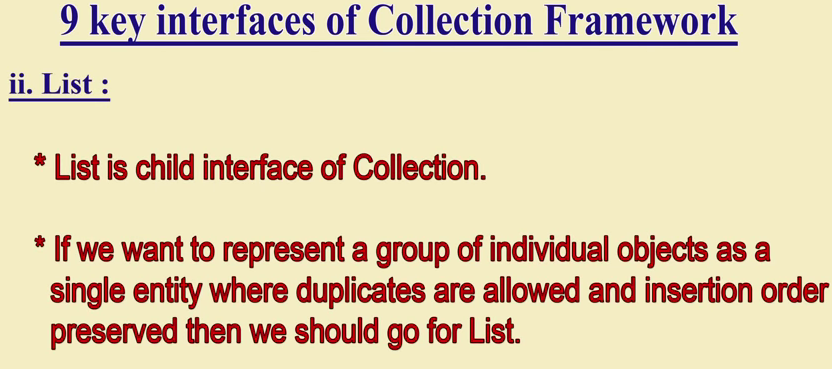 9 key interfaces of Collection Framework
ii. List :
* List is child interface of Collection.
* If we want to represent a group of individual objects as a
single entity where duplicates are allowed and insertion order
preserved then we should go for List.